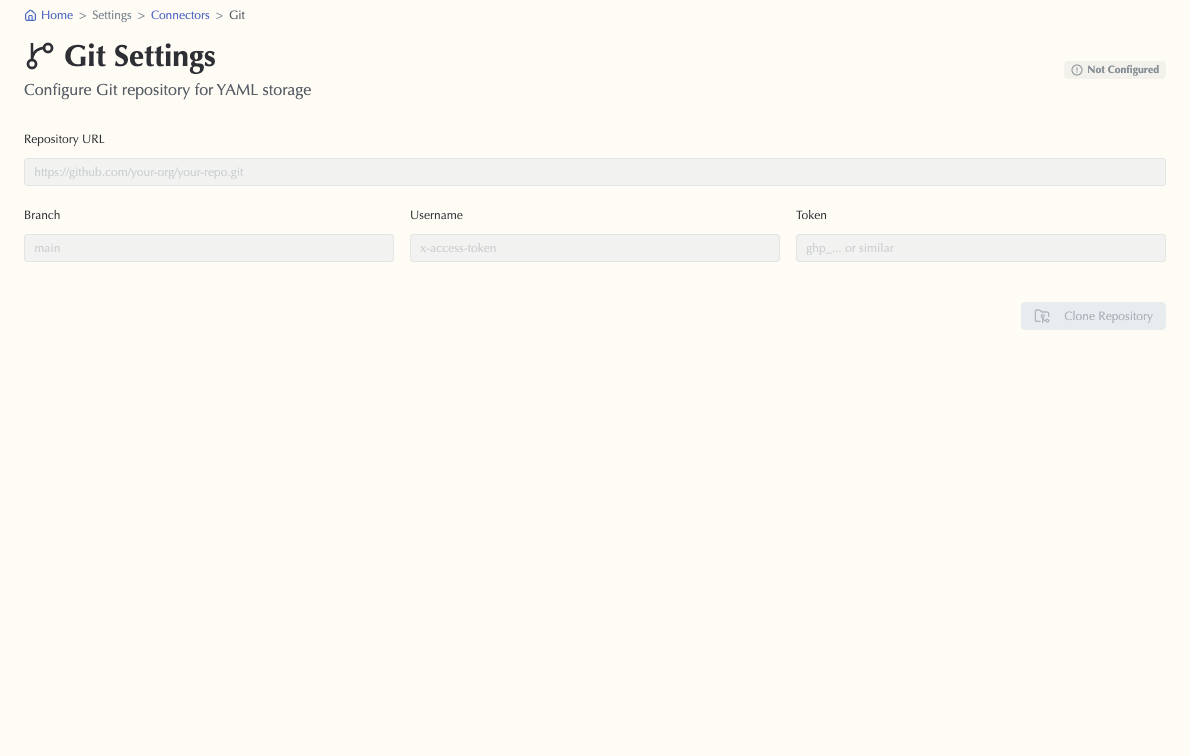 Home > Settings > Connectors > Git
Git Settings
Not Configured
Configure Git repository for YAML storage
Repository URL
https://github.com/your-org/your-repo.git
Branch Username Token
main x-access-token ghp_... or similar
Clone Repository